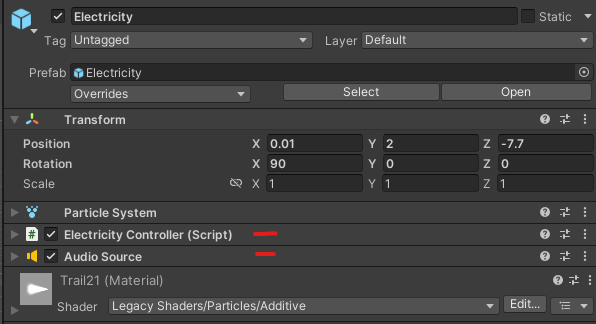 Electricity Static
Tag Untagged Layer Default
Prefab Electricity
Overrides Select Open
Transform
Position X 0.01 Y 2 Z -7.7
Rotation X 90 Y 0 Z 0
Scale X 1 Y 1 Z 1
Particle System
# Electricity Controller (Script)
Audio Source
Trail21 (Material)
Shader Legacy Shaders/Particles/Additive Edit...